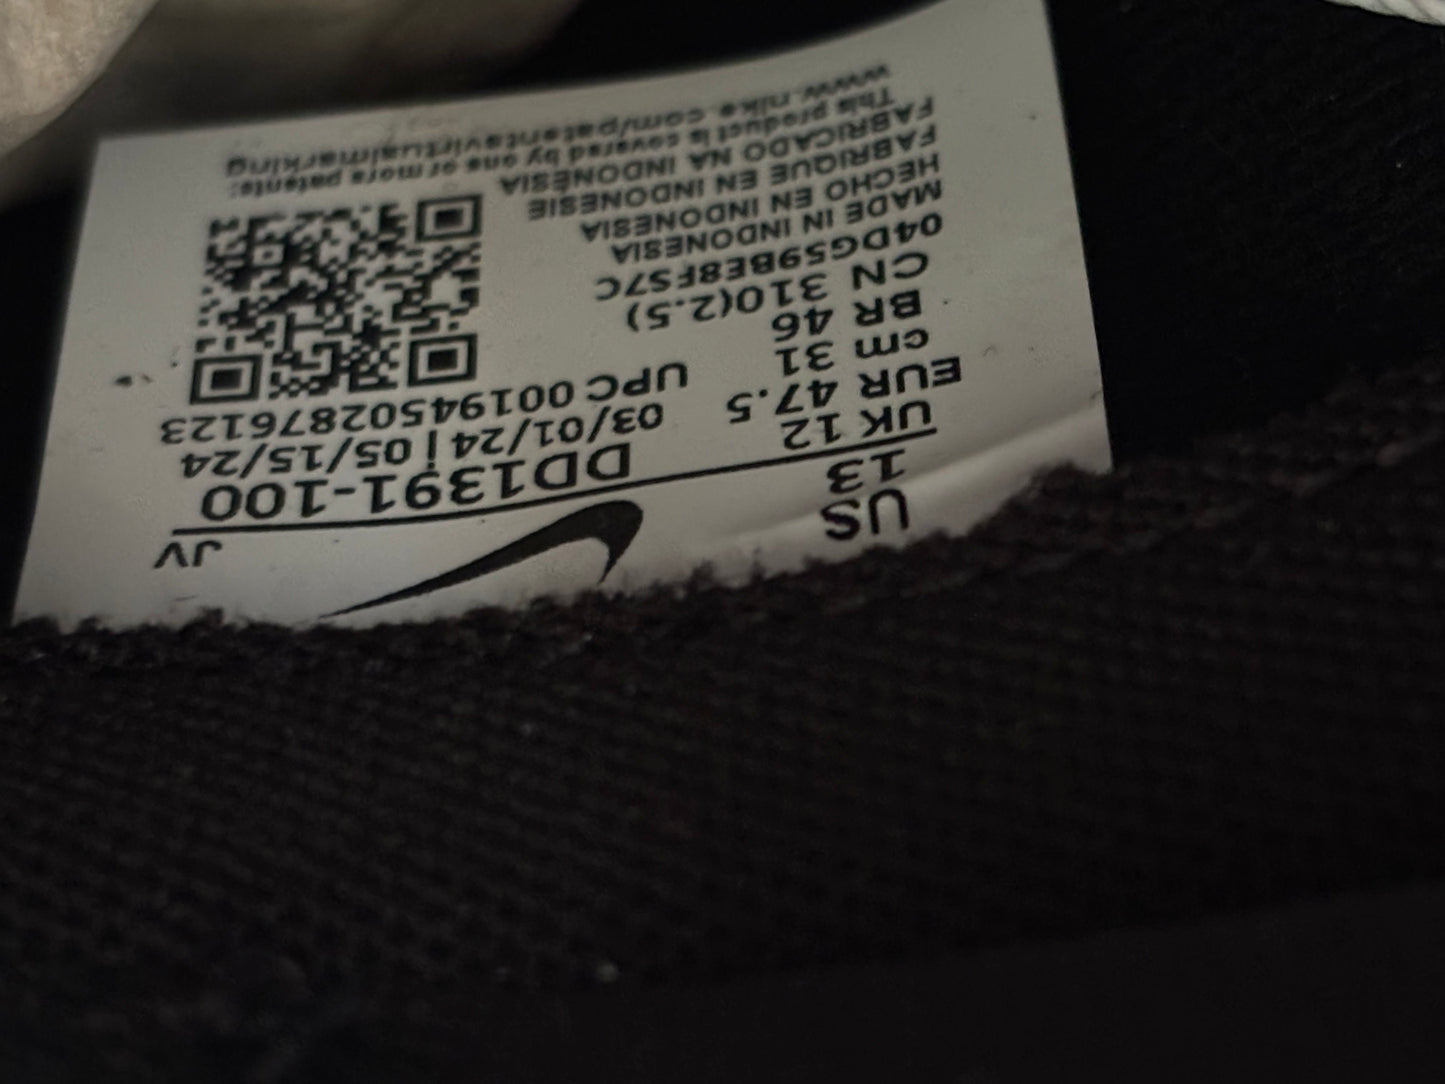 US
13
JV
UK 12
EUR 47.5
cm 31
BR 46
CN 310(2.5)
DD1391-100
03/01/24 | 05/15/24
UPC 00194502876123
04DG59BE8FS7C
MADE IN INDONESIA
HECHO EN INDONESIA
FABRIQUE EN INDONESIE
FABRICADO NA INDONÉSIA
This product is covered by one or more patents:
www.nike.com/patentavirtualmarking